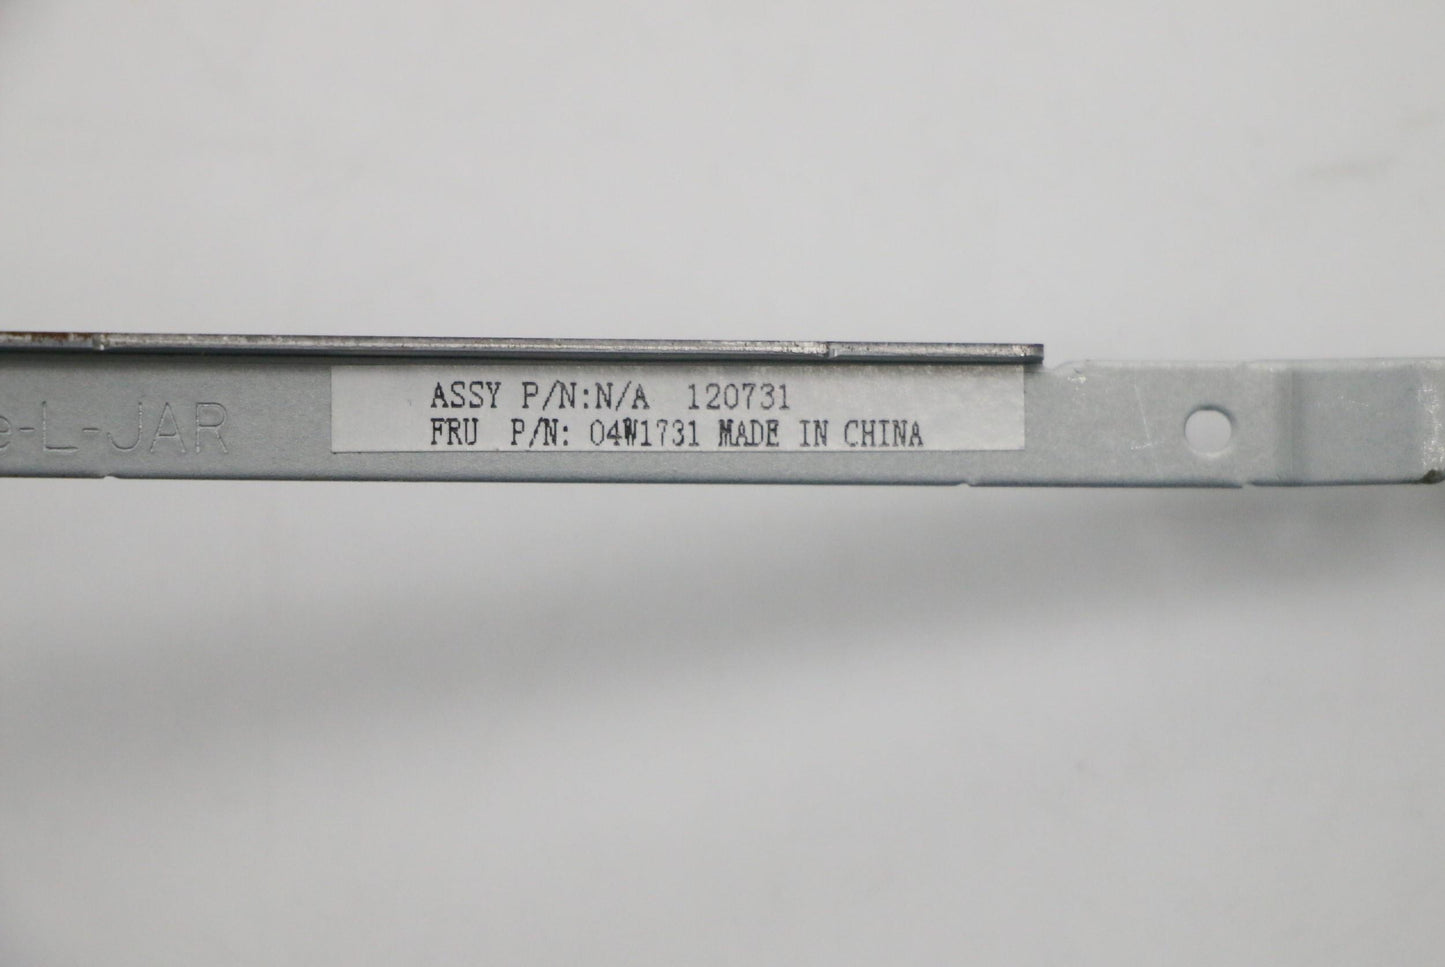 ASSY P/N:N/A 120731
FRU P/N: 04W1731 MADE IN CHINA
e-L-JAR